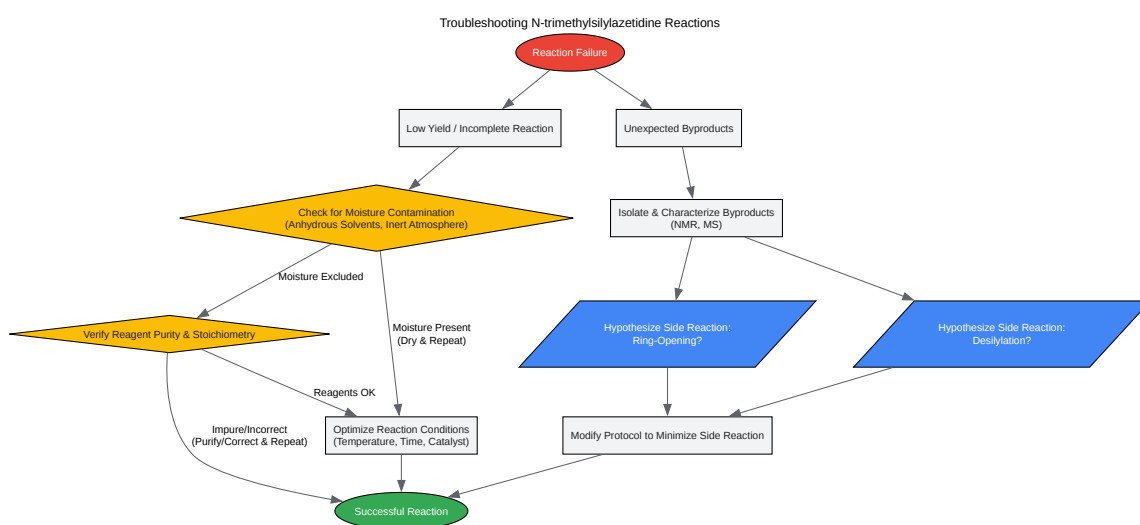 Troubleshooting N-trimethylsilylazetidine Reactions
Reaction Failure
Low Yield / Incomplete Reaction
Unexpected Byproducts
Check for Moisture Contamination
(Anhydrous Solvents, Inert Atmosphere)
Isolate & Characterize Byproducts
(NMR, MS)
Moisture Excluded
Verify Reagent Purity & Stoichiometry
Moisture Present
(Dry & Repeat)
Hypothesize Side Reaction:
Ring-Opening?
Hypothesize Side Reaction:
Desilylation?
Reagents OK
Impure/Incorrect
(Purify/Correct & Repeat)
Optimize Reaction Conditions
(Temperature, Time, Catalyst)
Modify Protocol to Minimize Side Reaction
Successful Reaction